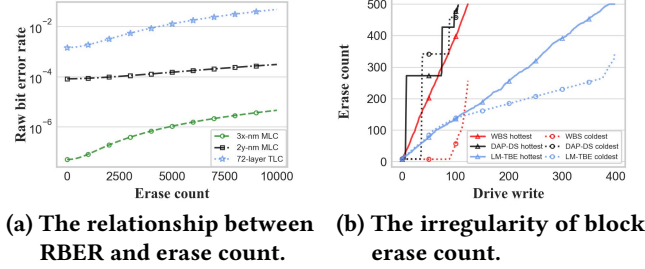 10⁻²
10⁻⁴
10⁻⁶
Raw bit error rate
3x-nm MLC
2y-nm MLC
72-layer TLC
0 2500 5000 7500 10000
Erase count
500
400
300
200
100
0
Erase count
WBS hottest WBS coldest
DAP-DS hottest DAP-DS coldest
LM-TBE hottest LM-TBE coldest
0 100 200 300 400
Drive write
(a) The relationship between
RBER and erase count.
(b) The irregularity of block
erase count.